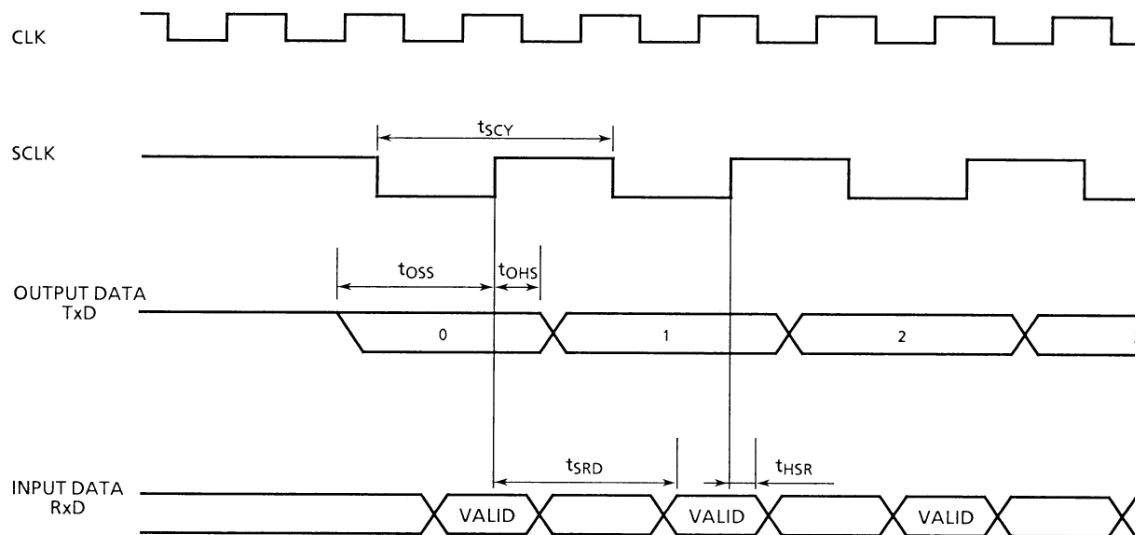 CLK
tSCY
SCLK
tOSS
tOHS
OUTPUT DATA
TxD
0
1
2
tSRD
tHSR
INPUT DATA
RxD
VALID
VALID
VALID